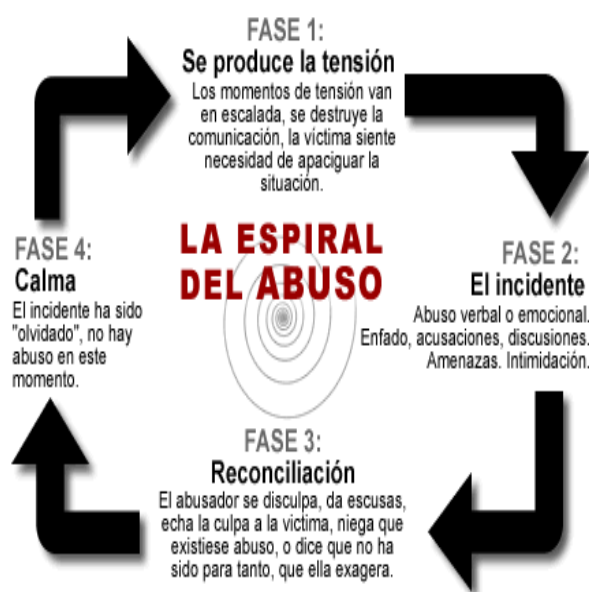 FASE 1:
Se produce la tensión
Los momentos de tensión van
en escalada, se destruye la
comunicación, la víctima siente
necesidad de apaciguar la
situación.
LA ESPIRAL
DEL ABUSO
FASE 2:
El incidente
Abuso verbal o emocional.
Enfado, acusaciones, discusiones.
Amenazas. Intimidación.
FASE 3:
Reconciliación
El abusador se disculpa, da escusas,
echa la culpa a la victima, niega que
existiese abuso, o dice que no ha
sido para tanto, que ella exagera.
FASE 4:
Calma
El incidente ha sido
"olvidado", no hay
abuso en este
momento.